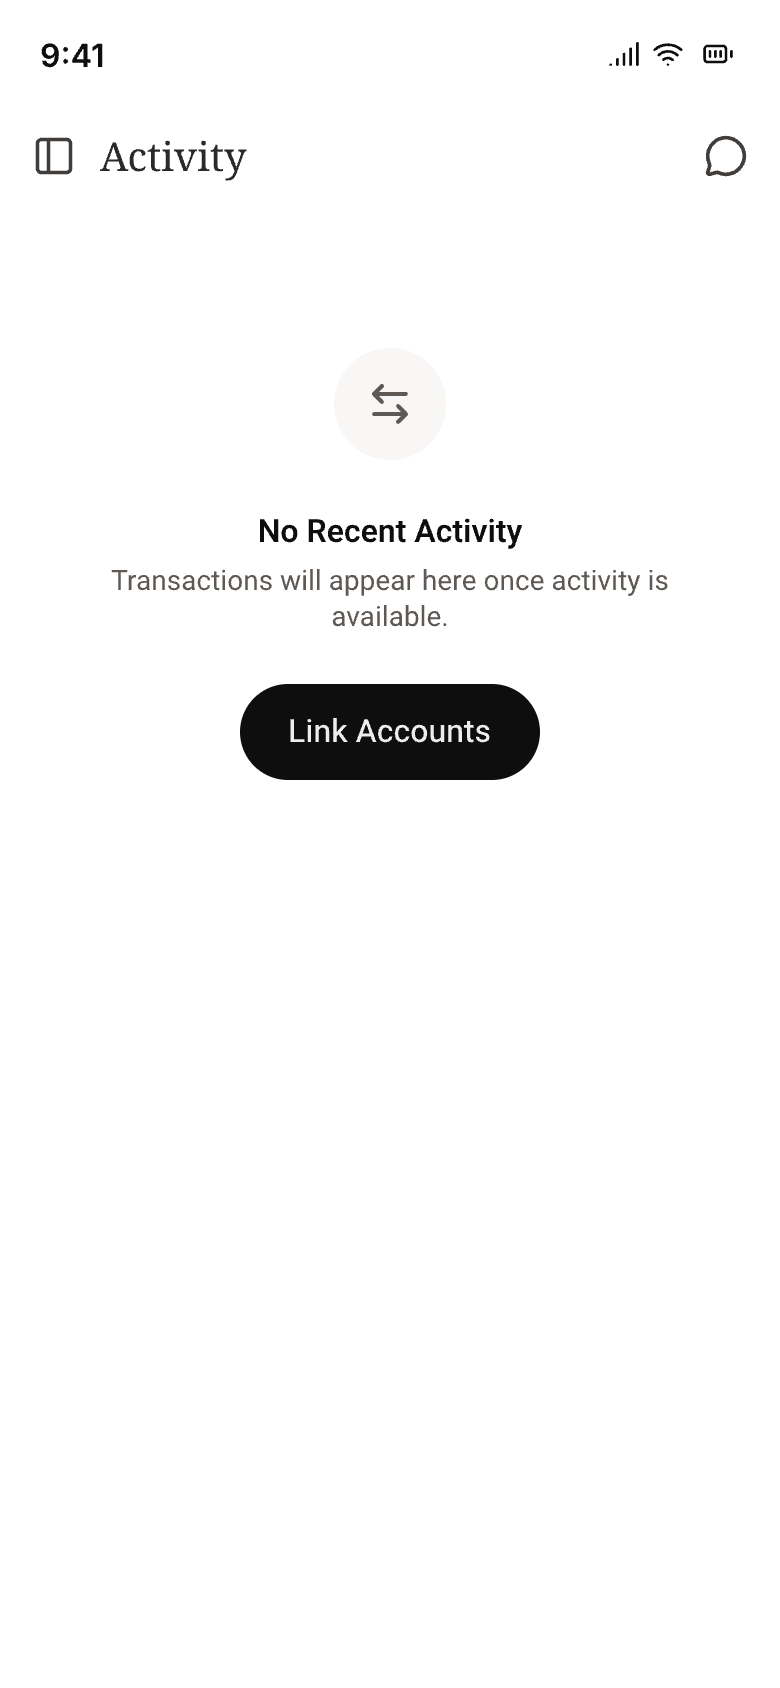 9:41
Activity
No Recent Activity
Transactions will appear here once activity is
available.
Link Accounts